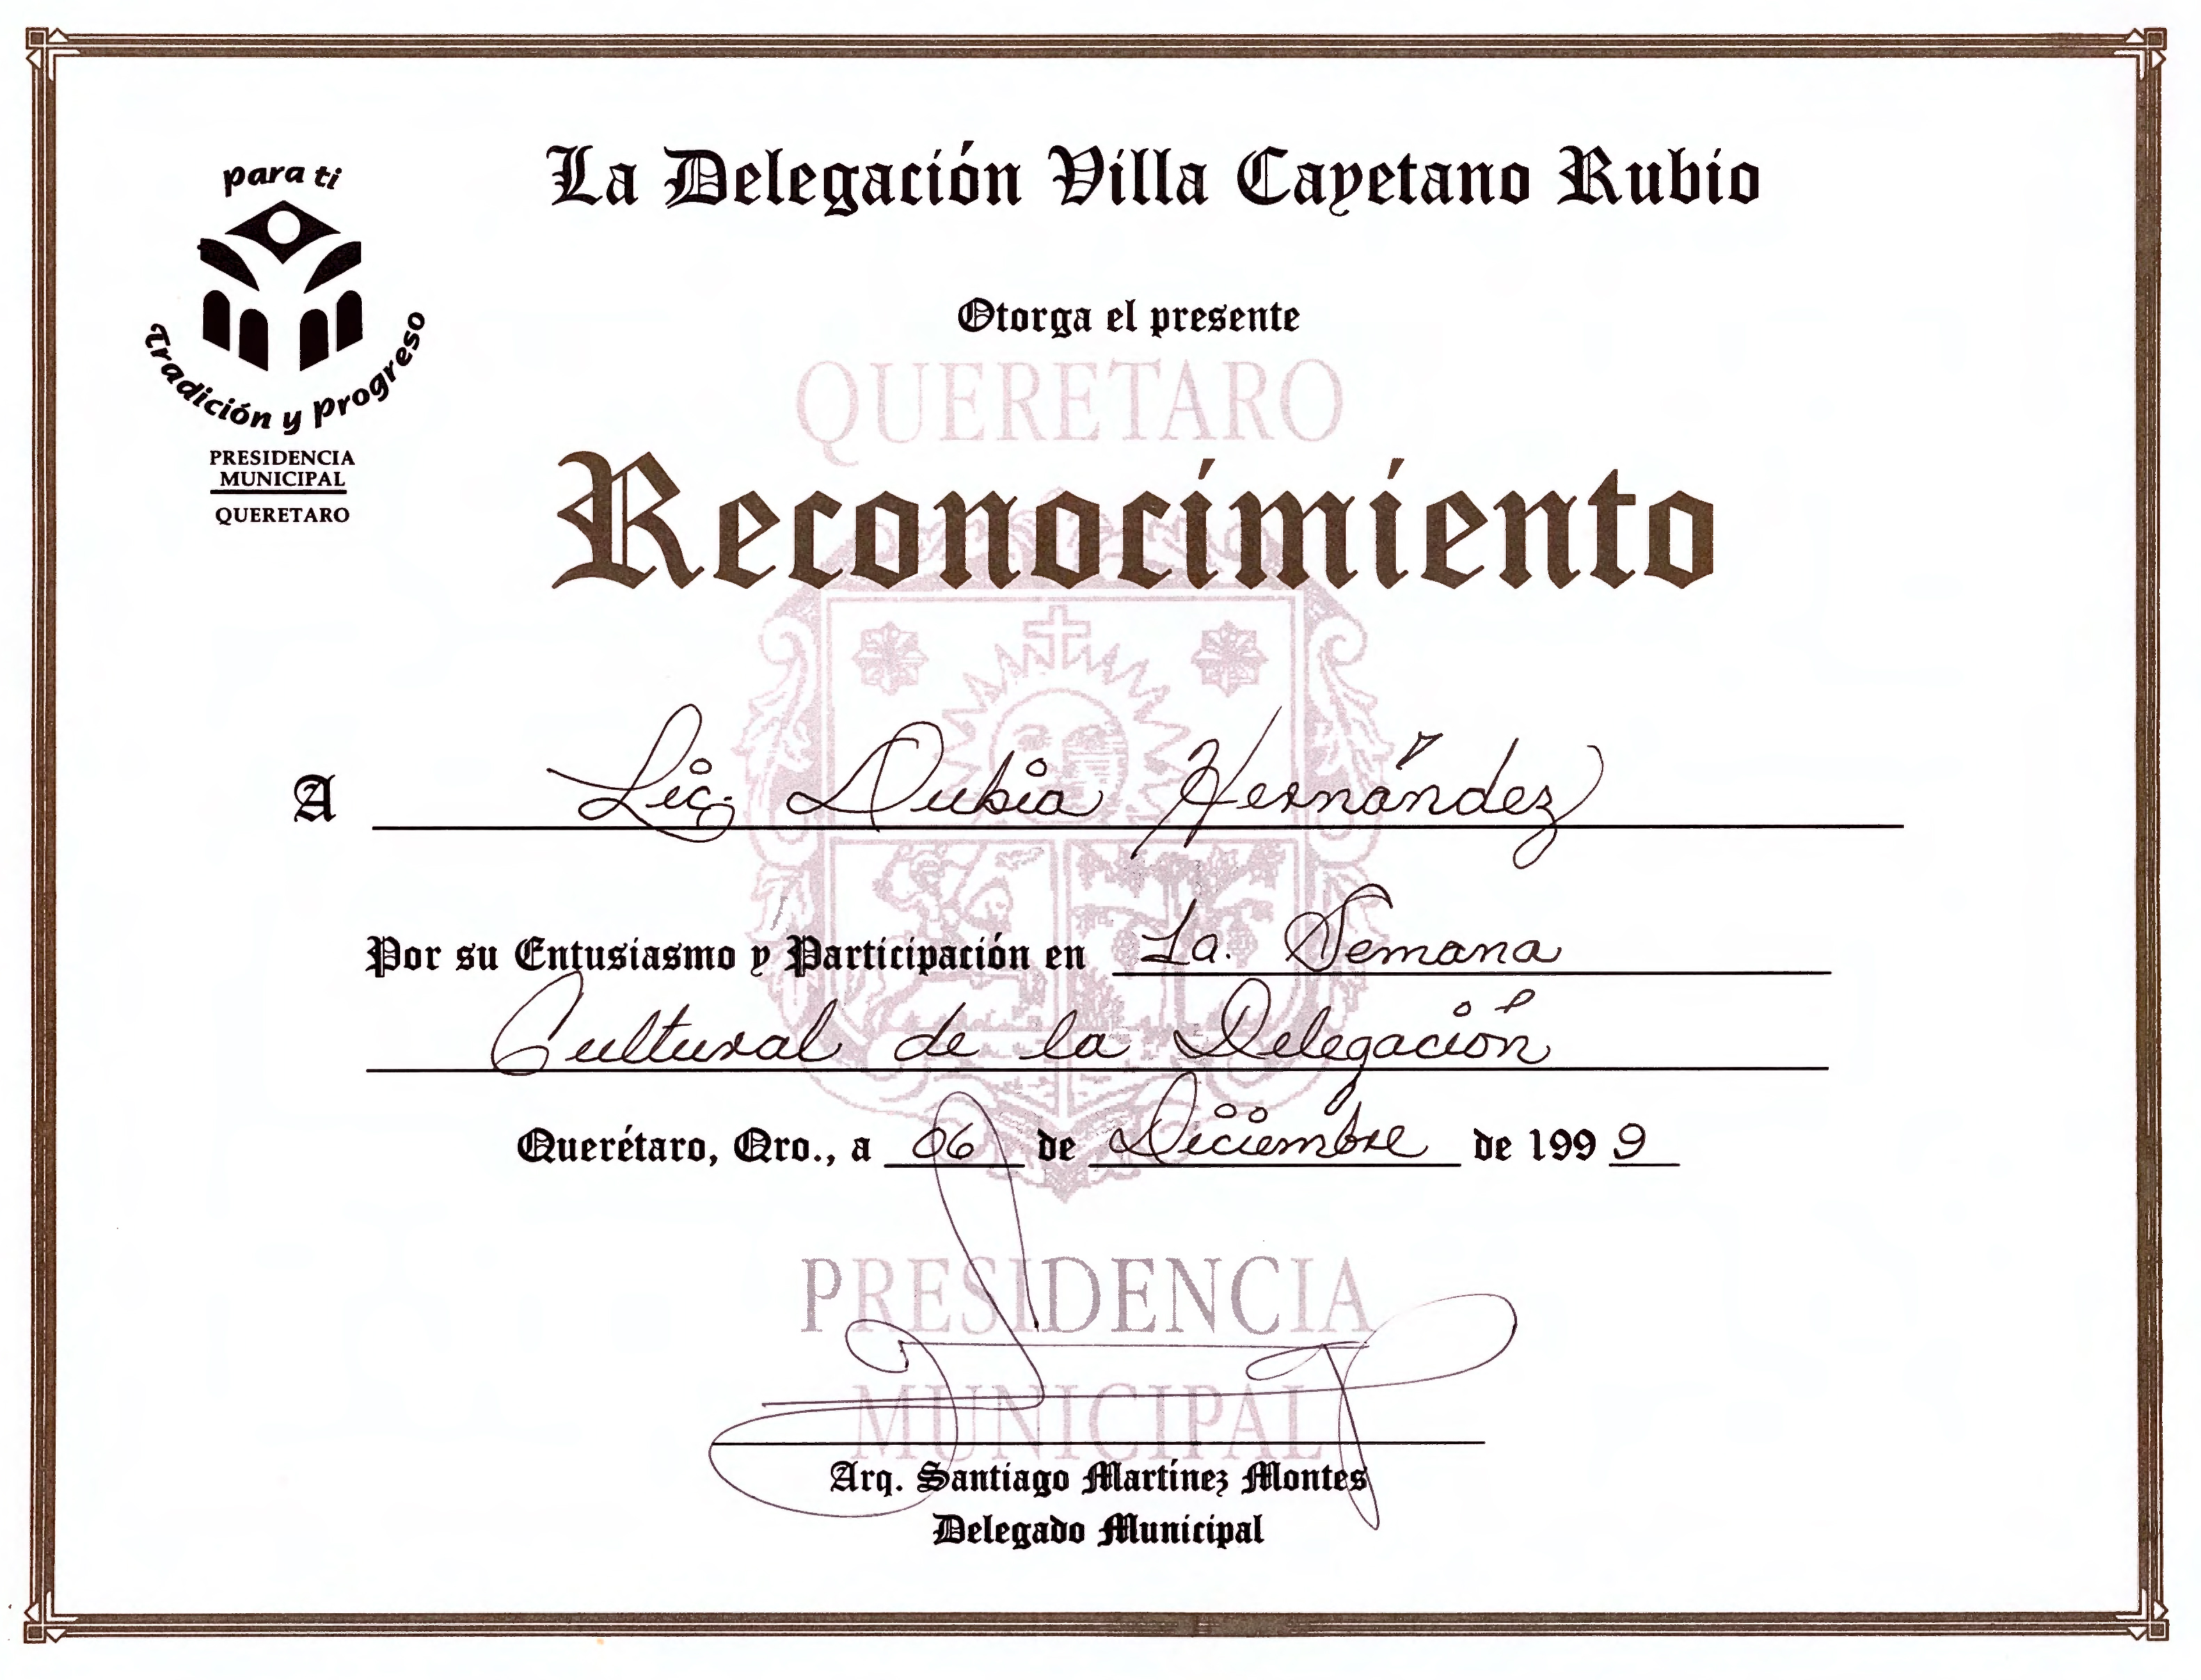 para ti
Tradición y Progreso
PRESIDENCIA
MUNICIPAL
QUERETARO
La Delegación Villa Cayetano Rubio
Otorga el presente
QUERETARO
Reconocimiento
A Lic. Dubia Hernández
Por su Entusiasmo y Participación en La. Semana
Cultural de la Delegación
Querétaro, Qro., a 06 de Diciembre de 1999
PRESIDENCIA
MUNICIPAL
Arq. Santiago Martínez Montes
Delegado Municipal